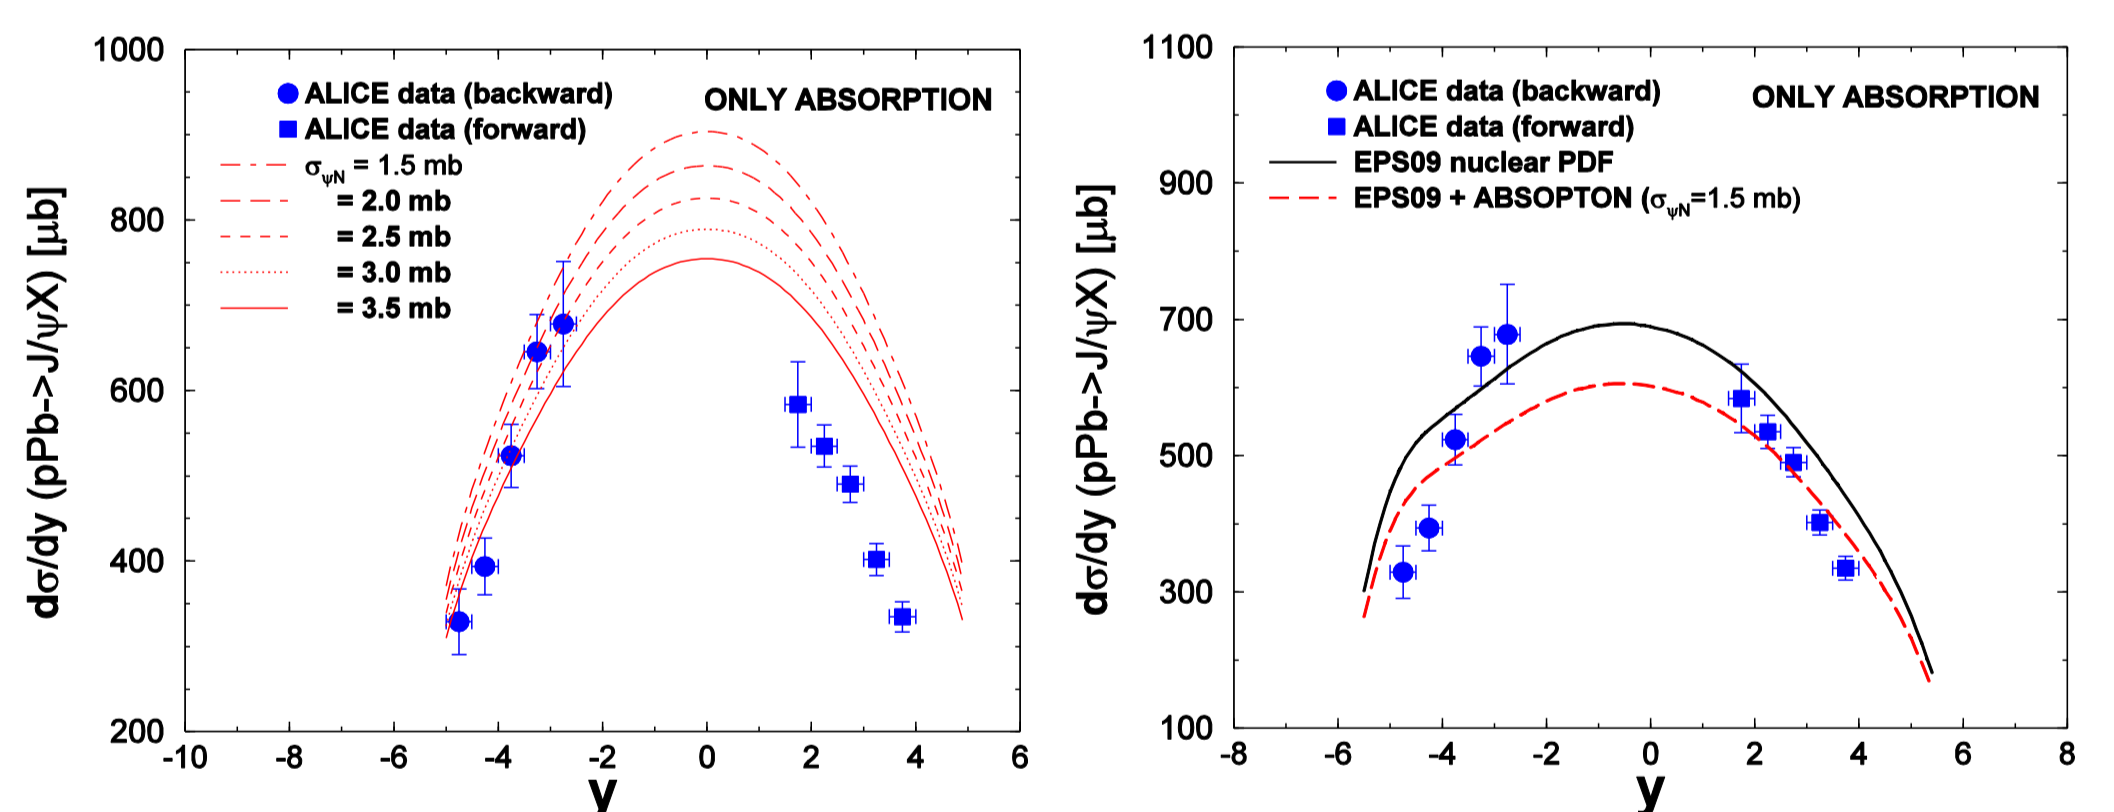 1000
800
600
400
200
dσ/dy (pPb->J/ψX) [μb]
ALICE data (backward)
ALICE data (forward)
ONLY ABSORPTION
σψN = 1.5 mb
= 2.0 mb
= 2.5 mb
= 3.0 mb
= 3.5 mb
-10 -8 -6 -4 -2 0 2 4 6
y
1100
900
700
500
300
100
dσ/dy (pPb->J/ψX) [μb]
ALICE data (backward)
ALICE data (forward)
ONLY ABSORPTION
EPS09 nuclear PDF
EPS09 + ABSOPTON (σψN=1.5 mb)
-8 -6 -4 -2 0 2 4 6 8
y